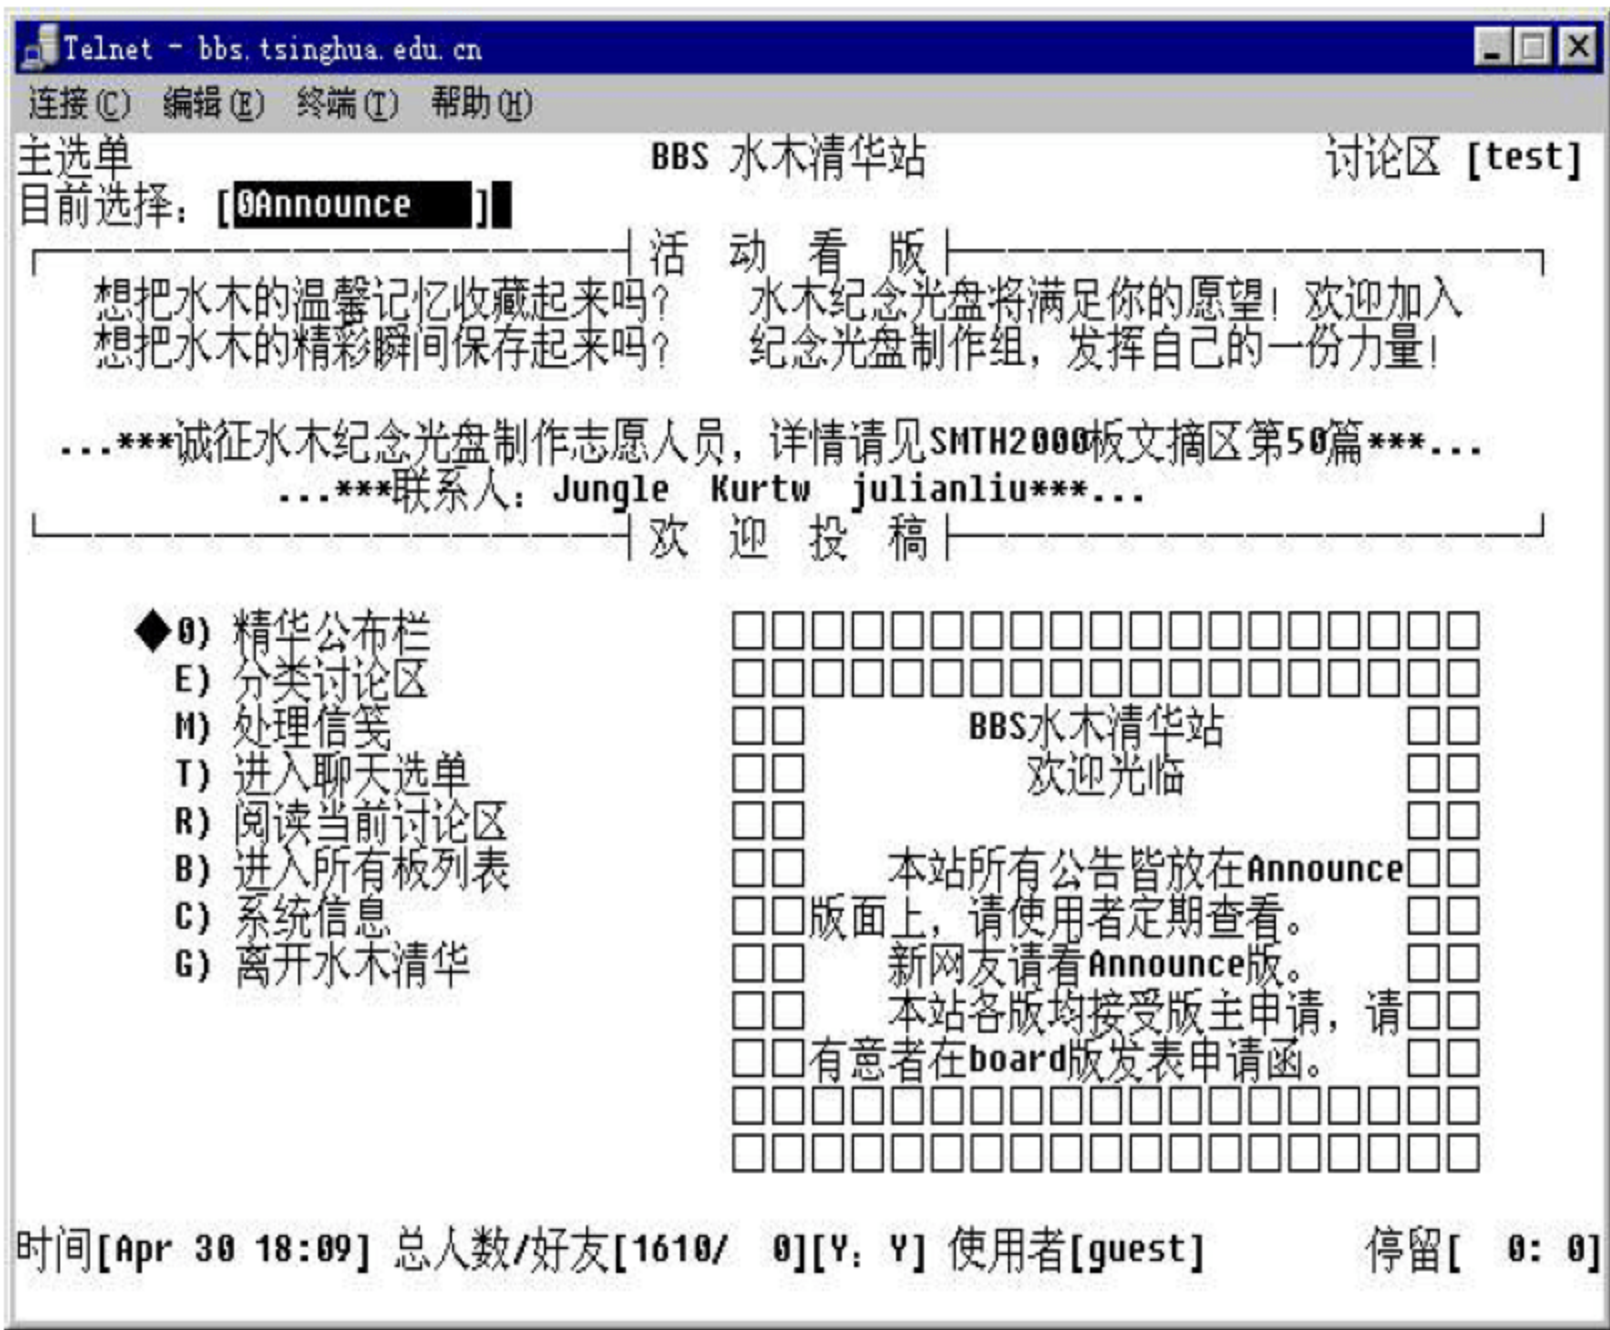 Telnet - bbs.tsinghua.edu.cn
连接(C) 编辑(E) 终端(T) 帮助(H)
主选单 BBS 水木清华站 讨论区 [test]
目前选择：[0Announce ]
活 动 看 版
想把水木的温馨记忆收藏起来吗？ 水木纪念光盘将满足你的愿望！欢迎加入
想把水木的精彩瞬间保存起来吗？ 纪念光盘制作组，发挥自己的一份力量！
...***诚征水木纪念光盘制作志愿人员，详情请见SMTH2000板文摘区第50篇***...
...***联系人：Jungle Kurtw julianliu***...
欢 迎 投 稿
◆0) 精华公布栏
E) 分类讨论区
M) 处理信笺
T) 进入聊天选单
R) 阅读当前讨论区
B) 进入所有板列表
C) 系统信息
G) 离开水木清华
BBS水木清华站
欢迎光临
本站所有公告皆放在Announce
版面上，请使用者定期查看。
新网友请看Announce版。
本站各版均接受版主申请，请
有意者在board版发表申请函。
时间[Apr 30 18:09] 总人数/好友[1610/ 0][Y：Y] 使用者[guest] 停留[ 0: 0]